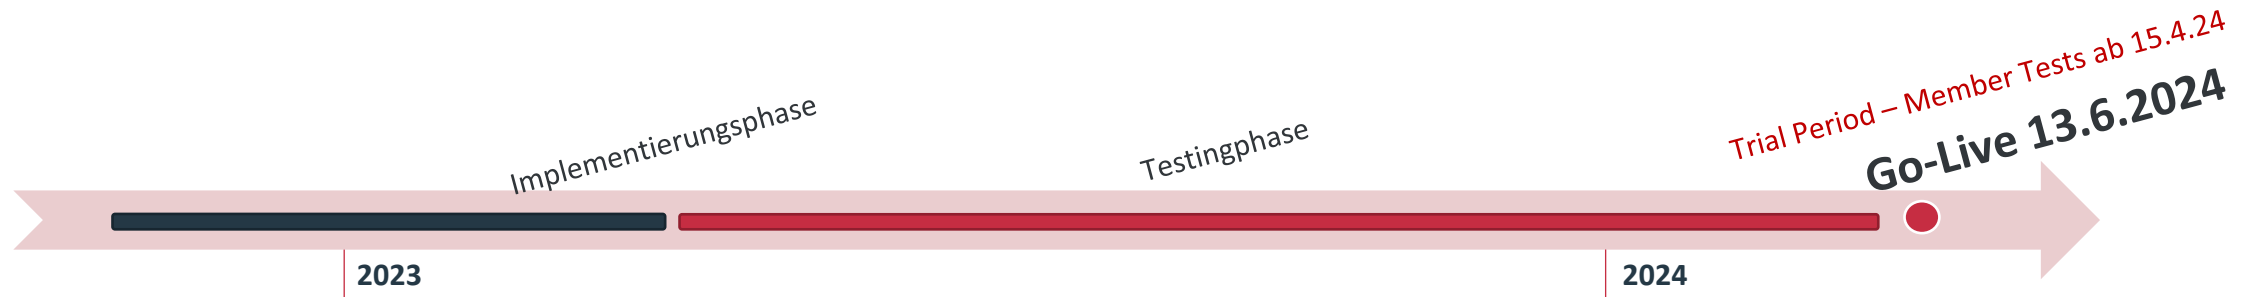 Implementierungsphase
Testingphase
Trial Period – Member Tests ab 15.4.24
Go-Live 13.6.2024
2023
2024